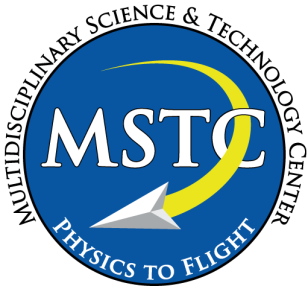 MULTIDISCIPLINARY SCIENCE & TECHNOLOGY CENTER
MSTC
PHYSICS TO FLIGHT